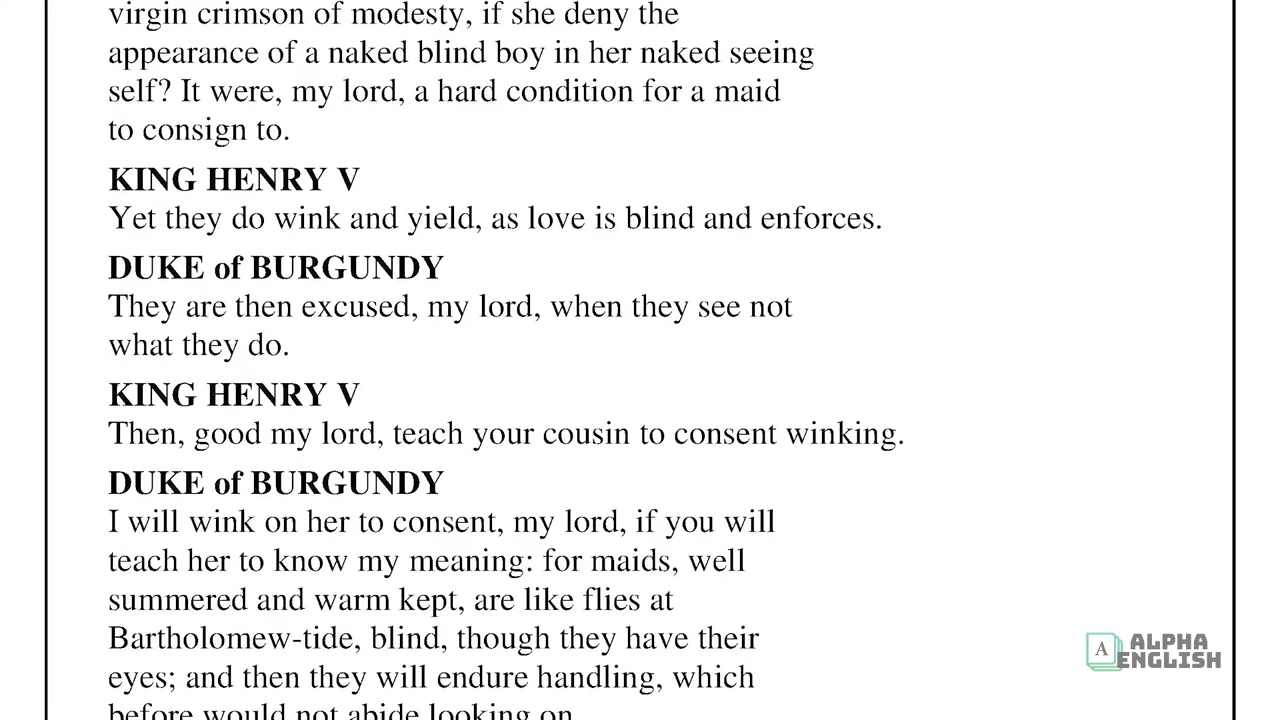 virgin crimson of modesty, if she deny the
appearance of a naked blind boy in her naked seeing
self? It were, my lord, a hard condition for a maid
to consign to.
KING HENRY V
Yet they do wink and yield, as love is blind and enforces.
DUKE of BURGUNDY
They are then excused, my lord, when they see not
what they do.
KING HENRY V
Then, good my lord, teach your cousin to consent winking.
DUKE of BURGUNDY
I will wink on her to consent, my lord, if you will
teach her to know my meaning: for maids, well
summered and warm kept, are like flies at
Bartholomew-tide, blind, though they have their
eyes; and then they will endure handling, which
before would not abide looking on
A ALPHA
ENGLISH